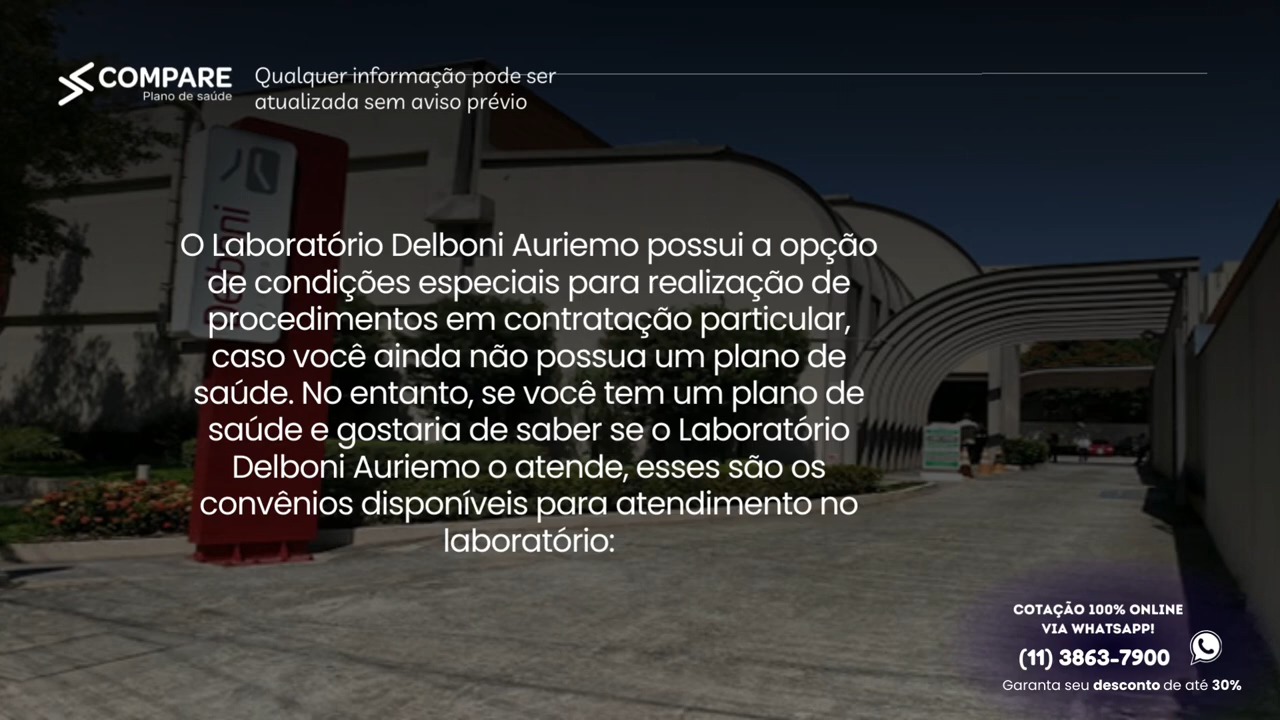 COMPARE
Plano de saúde
Qualquer informação pode ser
atualizada sem aviso prévio
delboni
O Laboratório Delboni Auriemo possui a opção
de condições especiais para realização de
procedimentos em contratação particular,
caso você ainda não possua um plano de
saúde. No entanto, se você tem um plano de
saúde e gostaria de saber se o Laboratório
Delboni Auriemo o atende, esses são os
convênios disponíveis para atendimento no
laboratório:
COTAÇÃO 100% ONLINE
VIA WHATSAPP!
(11) 3863-7900
Garanta seu desconto de até 30%